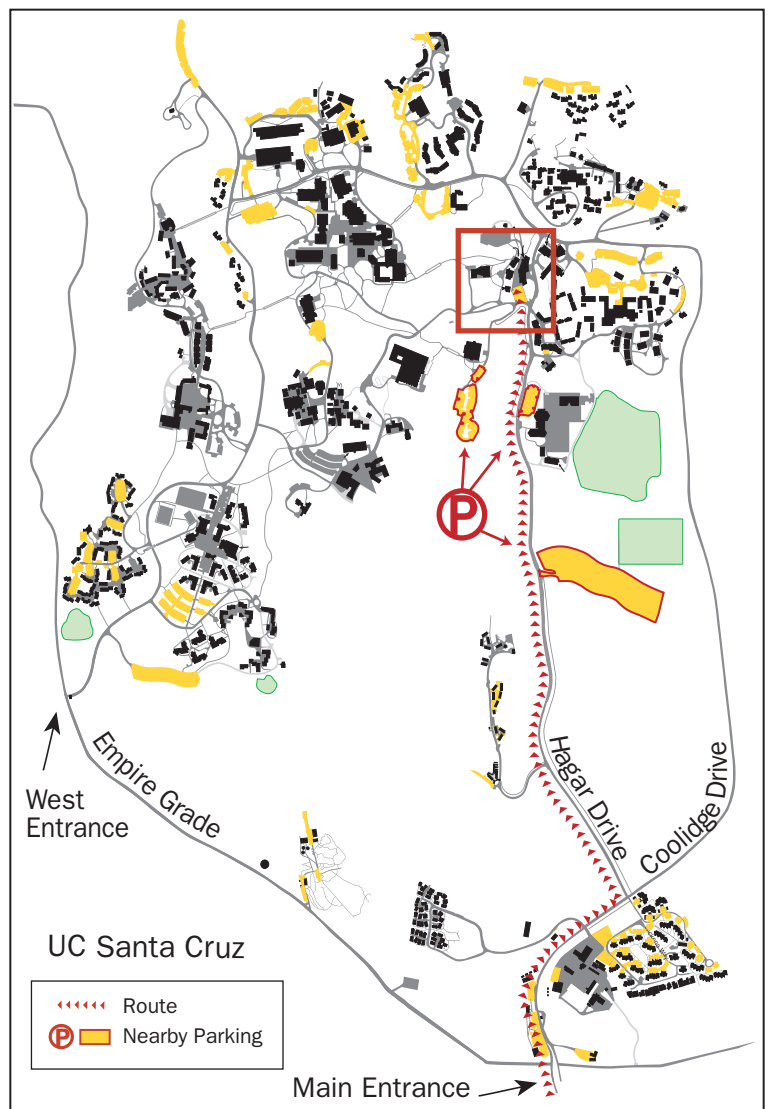 P
West
Entrance
Empire Grade
Hagar Drive
Coolidge Drive
UC Santa Cruz
Route
P Nearby Parking
Main Entrance